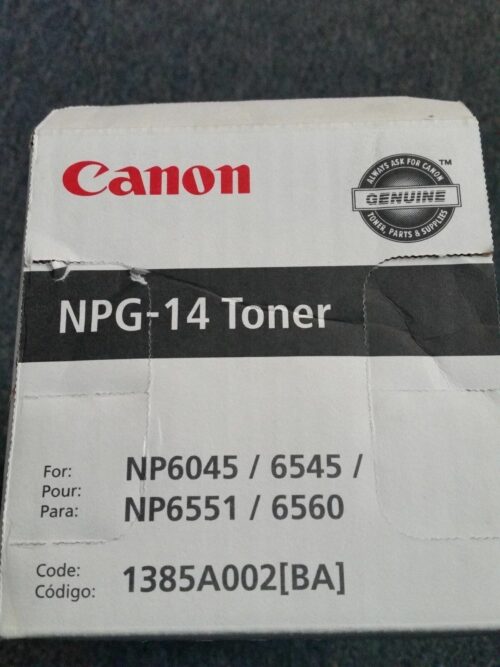 Canon
ALWAYS ASK FOR CANON
TM
GENUINE
TONER, PARTS & SUPPLIES
NPG-14 Toner
For: NP6045 / 6545 /
Pour:
Para: NP6551 / 6560
Code: 1385A002[BA]
Código: